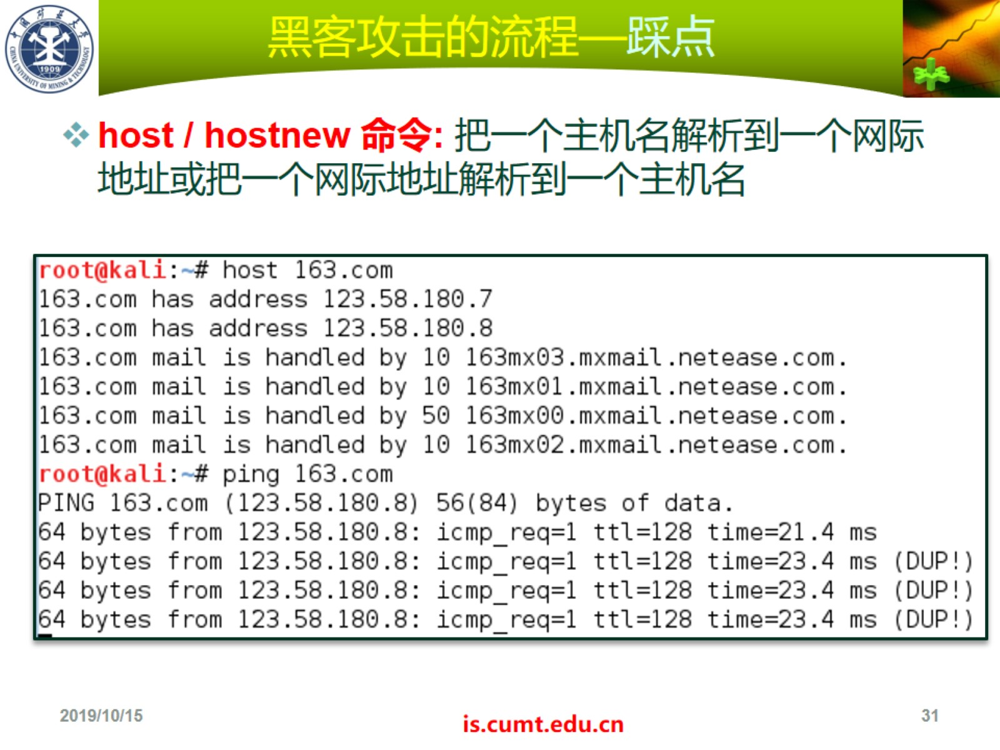 黑客攻击的流程—踩点
中国矿业大学
CHINA UNIVERSITY OF MINING & TECHNOLOGY
1909
host / hostnew 命令: 把一个主机名解析到一个网际
地址或把一个网际地址解析到一个主机名
root@kali:~# host 163.com
163.com has address 123.58.180.7
163.com has address 123.58.180.8
163.com mail is handled by 10 163mx03.mxmail.netease.com.
163.com mail is handled by 10 163mx01.mxmail.netease.com.
163.com mail is handled by 50 163mx00.mxmail.netease.com.
163.com mail is handled by 10 163mx02.mxmail.netease.com.
root@kali:~# ping 163.com
PING 163.com (123.58.180.8) 56(84) bytes of data.
64 bytes from 123.58.180.8: icmp_req=1 ttl=128 time=21.4 ms
64 bytes from 123.58.180.8: icmp_req=1 ttl=128 time=23.4 ms (DUP!)
64 bytes from 123.58.180.8: icmp_req=1 ttl=128 time=23.4 ms (DUP!)
64 bytes from 123.58.180.8: icmp_req=1 ttl=128 time=23.4 ms (DUP!)
2019/10/15
is.cumt.edu.cn
31